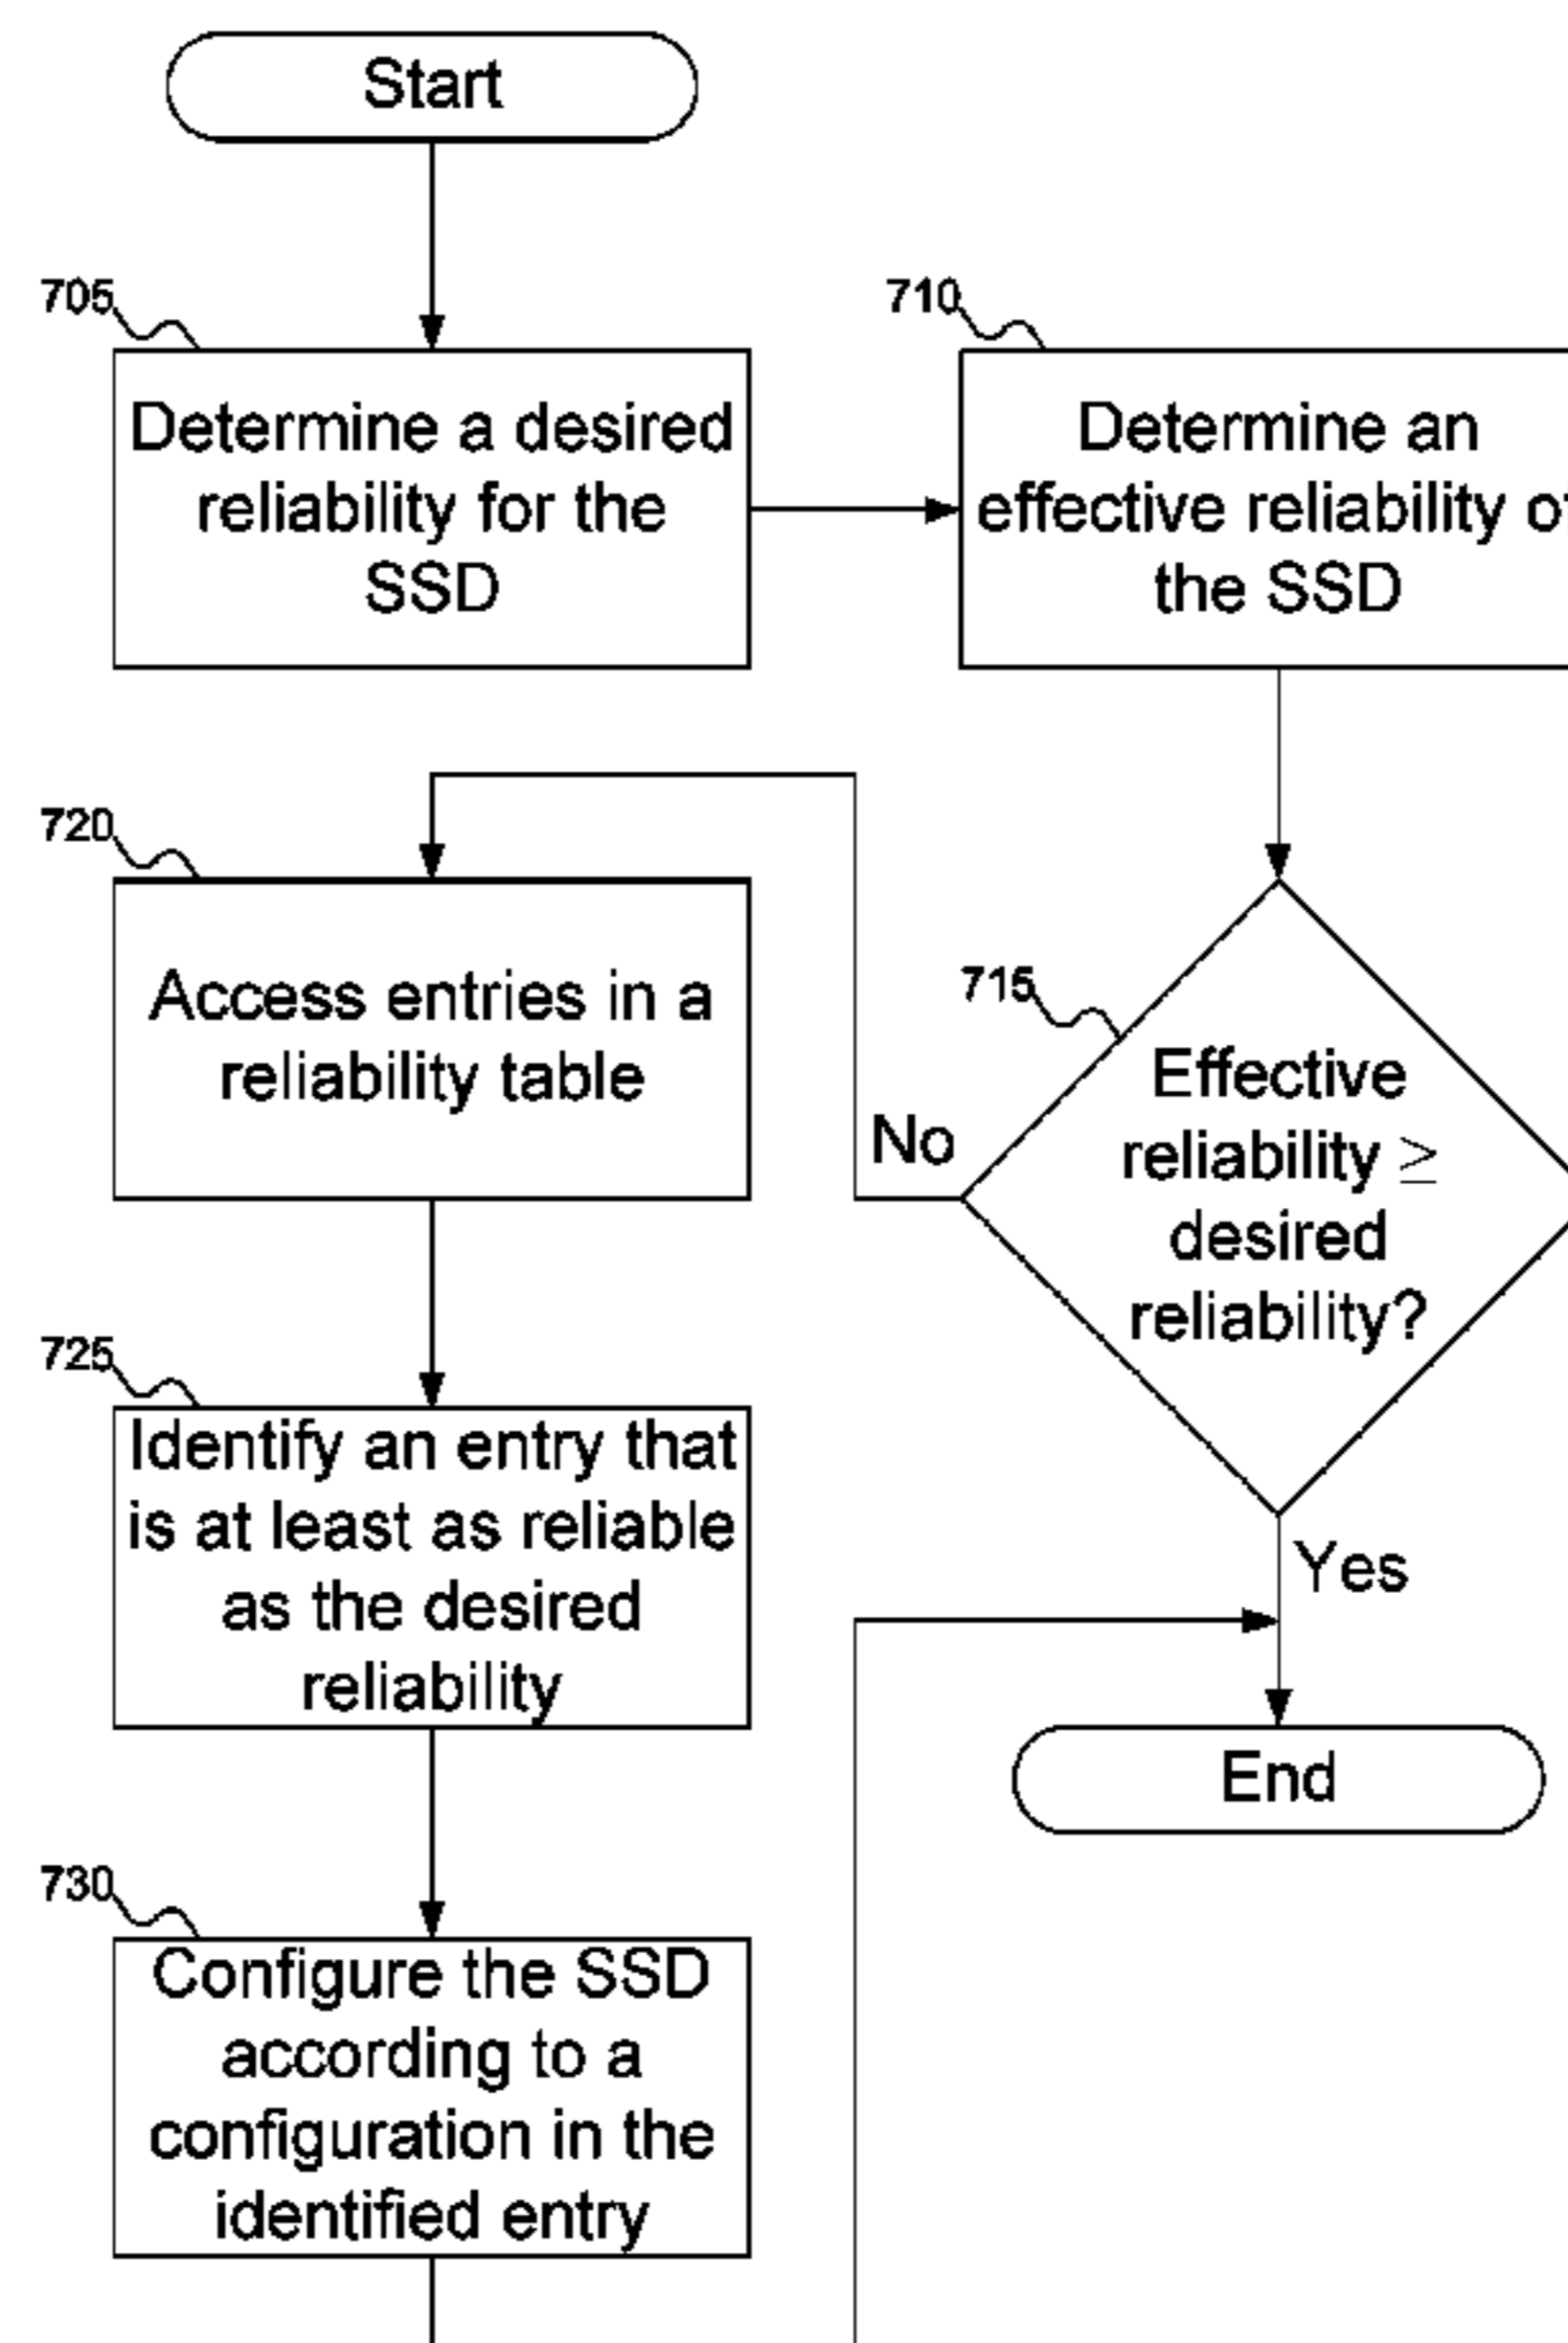 Start
705
Determine a desired
reliability for the
SSD
710
Determine an
effective reliability of
the SSD
715
Effective
reliability ≥
desired
reliability?
No
Yes
720
Access entries in a
reliability table
725
Identify an entry that
is at least as reliable
as the desired
reliability
730
Configure the SSD
according to a
configuration in the
identified entry
End